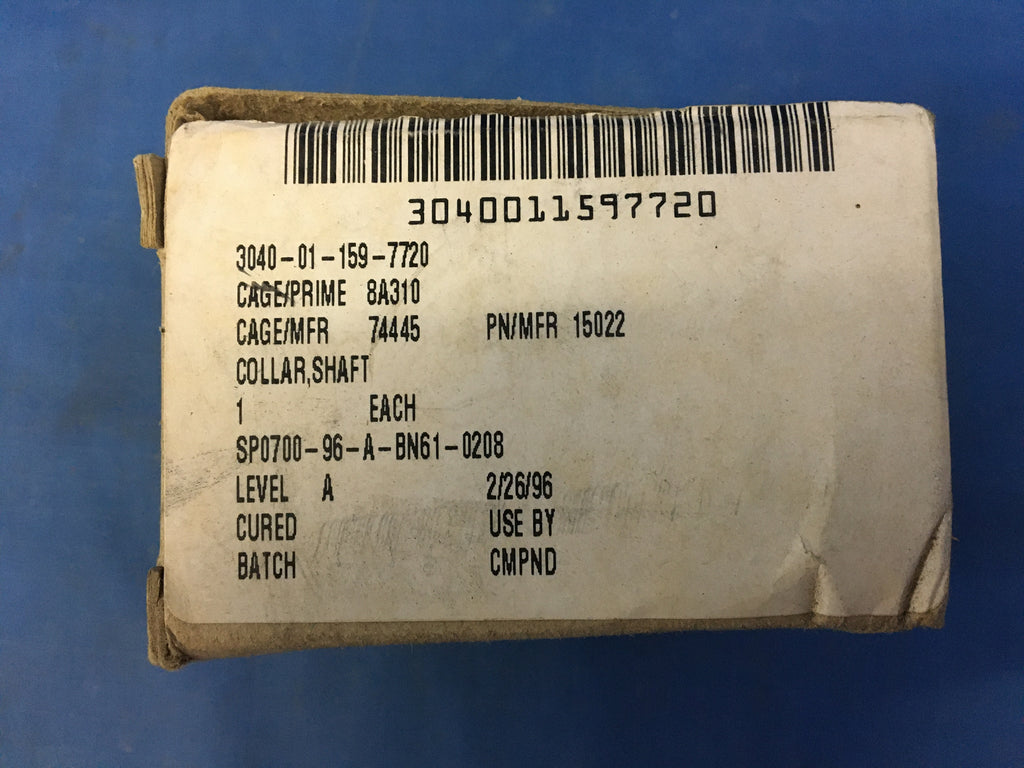 3040011597720
3040-01-159-7720
CAGE/PRIME 8A310
CAGE/MFR 74445 PN/MFR 15022
COLLAR,SHAFT
1 EACH
SP0700-96-A-BN61-0208
LEVEL A 2/26/96
CURED USE BY
BATCH CMPND